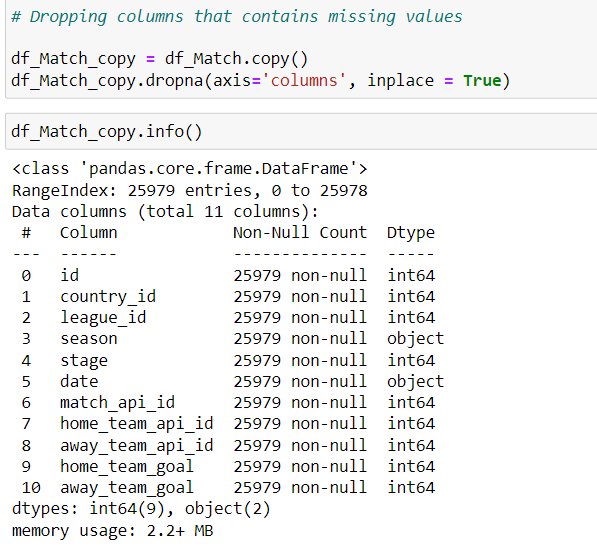 # Dropping columns that contains missing values
df_Match_copy = df_Match.copy()
df_Match_copy.dropna(axis='columns', inplace = True)
df_Match_copy.info()
<class 'pandas.core.frame.DataFrame'>
RangeIndex: 25979 entries, 0 to 25978
Data columns (total 11 columns):
 #   Column            Non-Null Count  Dtype
---  ------            --------------  -----
 0   id                25979 non-null  int64
 1   country_id        25979 non-null  int64
 2   league_id         25979 non-null  int64
 3   season            25979 non-null  object
 4   stage             25979 non-null  int64
 5   date              25979 non-null  object
 6   match_api_id      25979 non-null  int64
 7   home_team_api_id  25979 non-null  int64
 8   away_team_api_id  25979 non-null  int64
 9   home_team_goal    25979 non-null  int64
 10  away_team_goal    25979 non-null  int64
dtypes: int64(9), object(2)
memory usage: 2.2+ MB